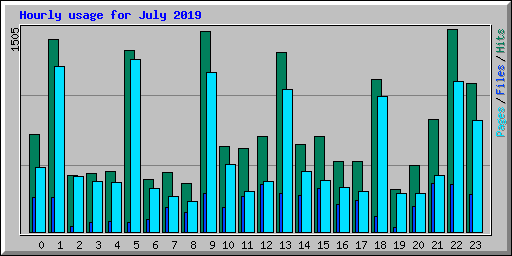 Hourly usage for July 2019
1505
Pages/Files/Hits
0 1 2 3 4 5 6 7 8 9 10 11 12 13 14 15 16 17 18 19 20 21 22 23